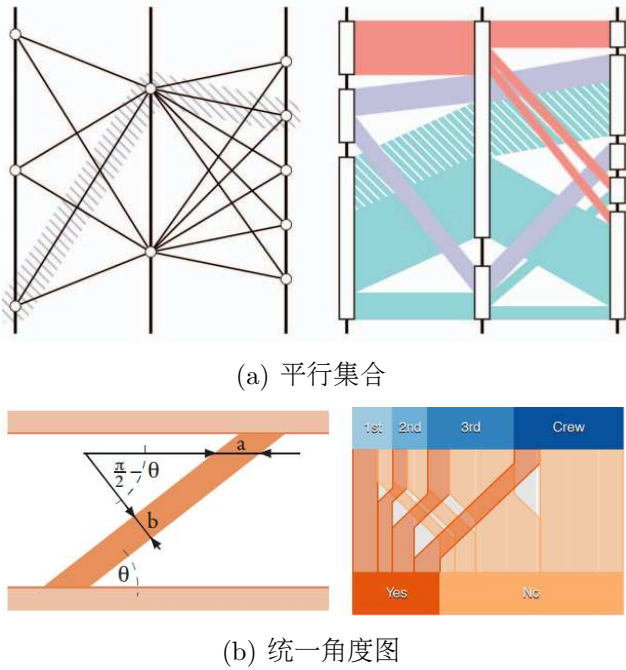 (a) 平行集合
a
π/2 − θ
b
θ
1st 2nd 3rd Crew
Yes No
(b) 统一角度图